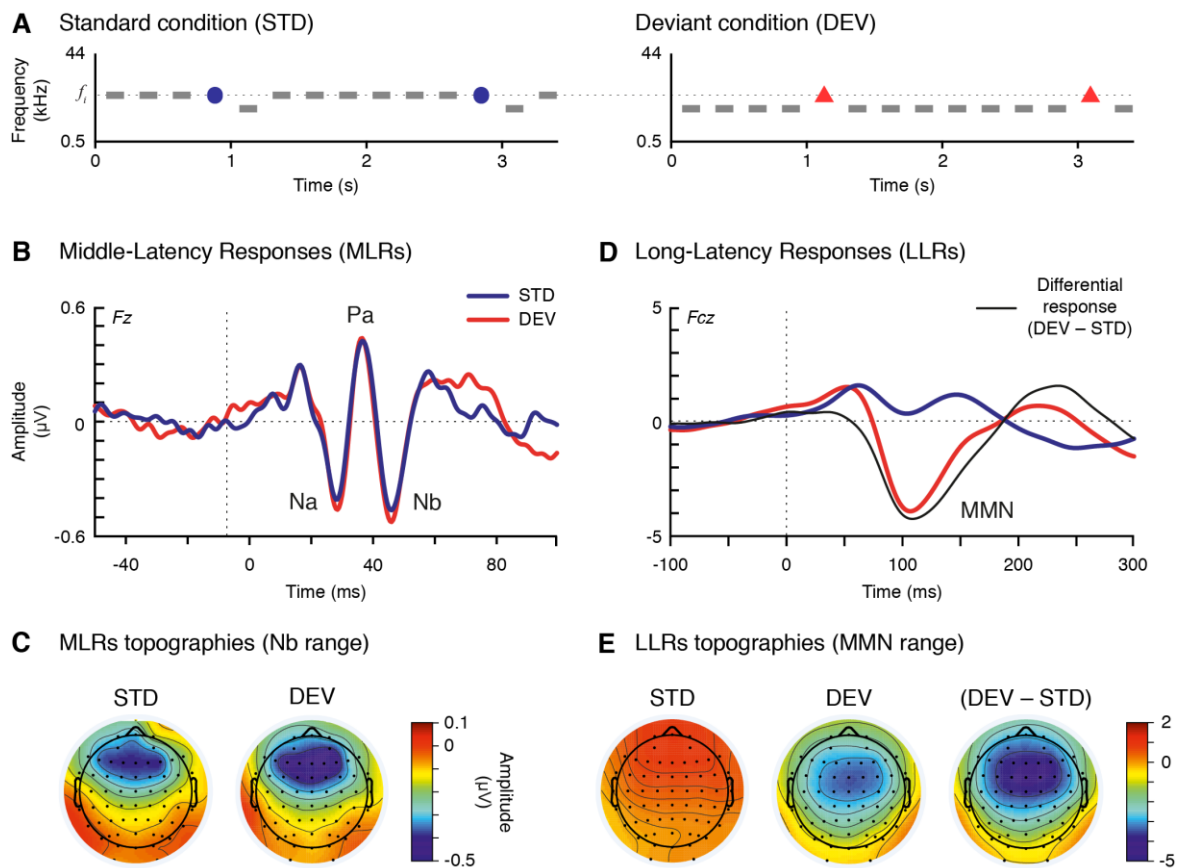 A Standard condition (STD)
Deviant condition (DEV)
Frequency
(kHz)
44
f_i
0.5
0 1 2 3
Time (s)
0 1 2 3
Time (s)
B Middle-Latency Responses (MLRs)
Amplitude
(µV)
0.6
0
-0.6
Fz
STD
DEV
Pa
Na
Nb
-40 0 40 80
Time (ms)
D Long-Latency Responses (LLRs)
5
0
-5
Fcz
Differential
response
(DEV – STD)
MMN
-100 0 100 200 300
Time (ms)
C MLRs topographies (Nb range)
STD DEV
0.1
0
-0.5
Amplitude
(µV)
E LLRs topographies (MMN range)
STD DEV (DEV – STD)
2
0
-5